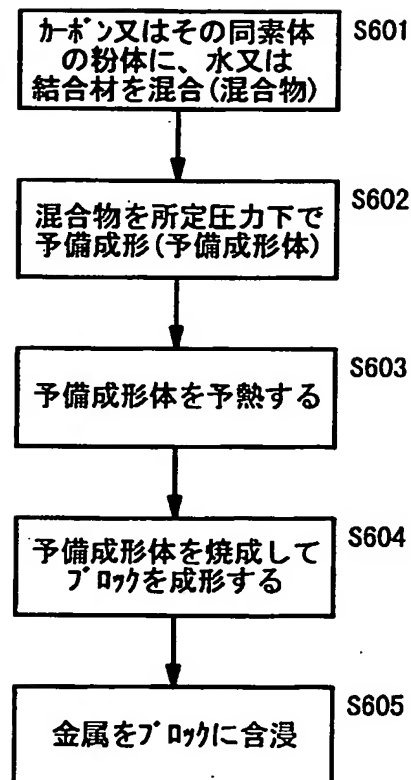 カーボン又はその同素体
の粉体に、水又は
結合材を混合(混合物)
S601
混合物を所定圧力下で
予備成形(予備成形体)
S602
予備成形体を予熱する
S603
予備成形体を焼成して
ブロックを成形する
S604
金属をブロックに含浸
S605